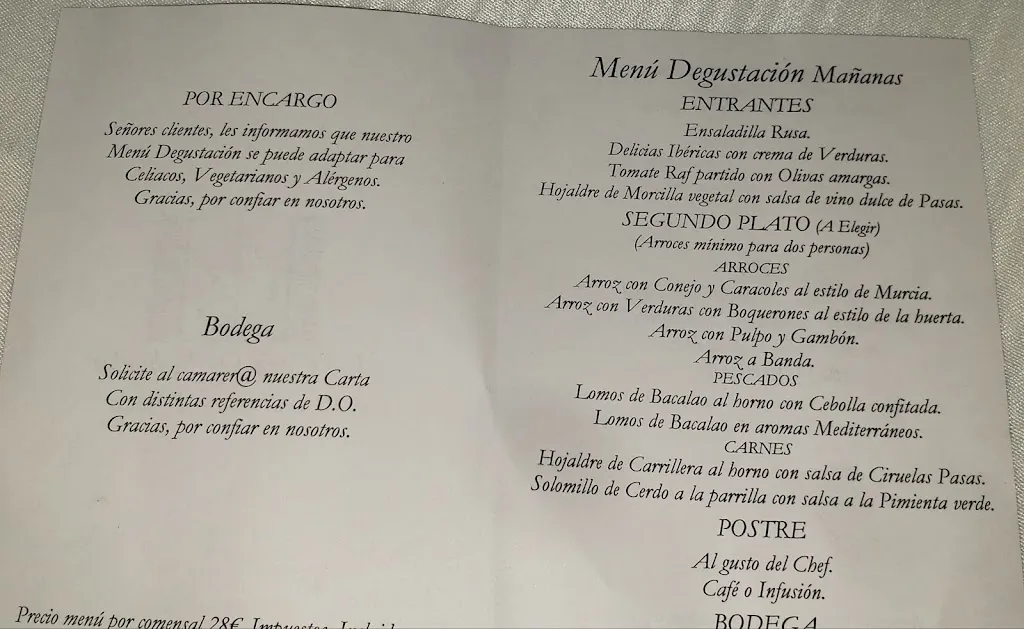 POR ENCARGO
Señores clientes, les informamos que nuestro
Menú Degustación se puede adaptar para
Celiacos, Vegetarianos y Alérgenos.
Gracias, por confiar en nosotros.
Bodega
Solicite al camarer@ nuestra Carta
Con distintas referencias de D.O.
Gracias, por confiar en nosotros.
Precio menú por comensal 28€ Impuestos
Menú Degustación Mañanas
ENTRANTES
Ensaladilla Rusa.
Delicias Ibéricas con crema de Verduras.
Tomate Raf partido con Olivas amargas.
Hojaldre de Morcilla vegetal con salsa de vino dulce de Pasas.
SEGUNDO PLATO (A Elegir)
(Arroces mínimo para dos personas)
ARROCES
Arroz con Conejo y Caracoles al estilo de Murcia.
Arroz con Verduras con Boquerones al estilo de la huerta.
Arroz con Pulpo y Gambón.
Arroz a Banda.
PESCADOS
Lomos de Bacalao al horno con Cebolla confitada.
Lomos de Bacalao en aromas Mediterráneos.
CARNES
Hojaldre de Carrillera al horno con salsa de Ciruelas Pasas.
Solomillo de Cerdo a la parrilla con salsa a la Pimienta verde.
POSTRE
Al gusto del Chef.
Café o Infusión.
BODEGA